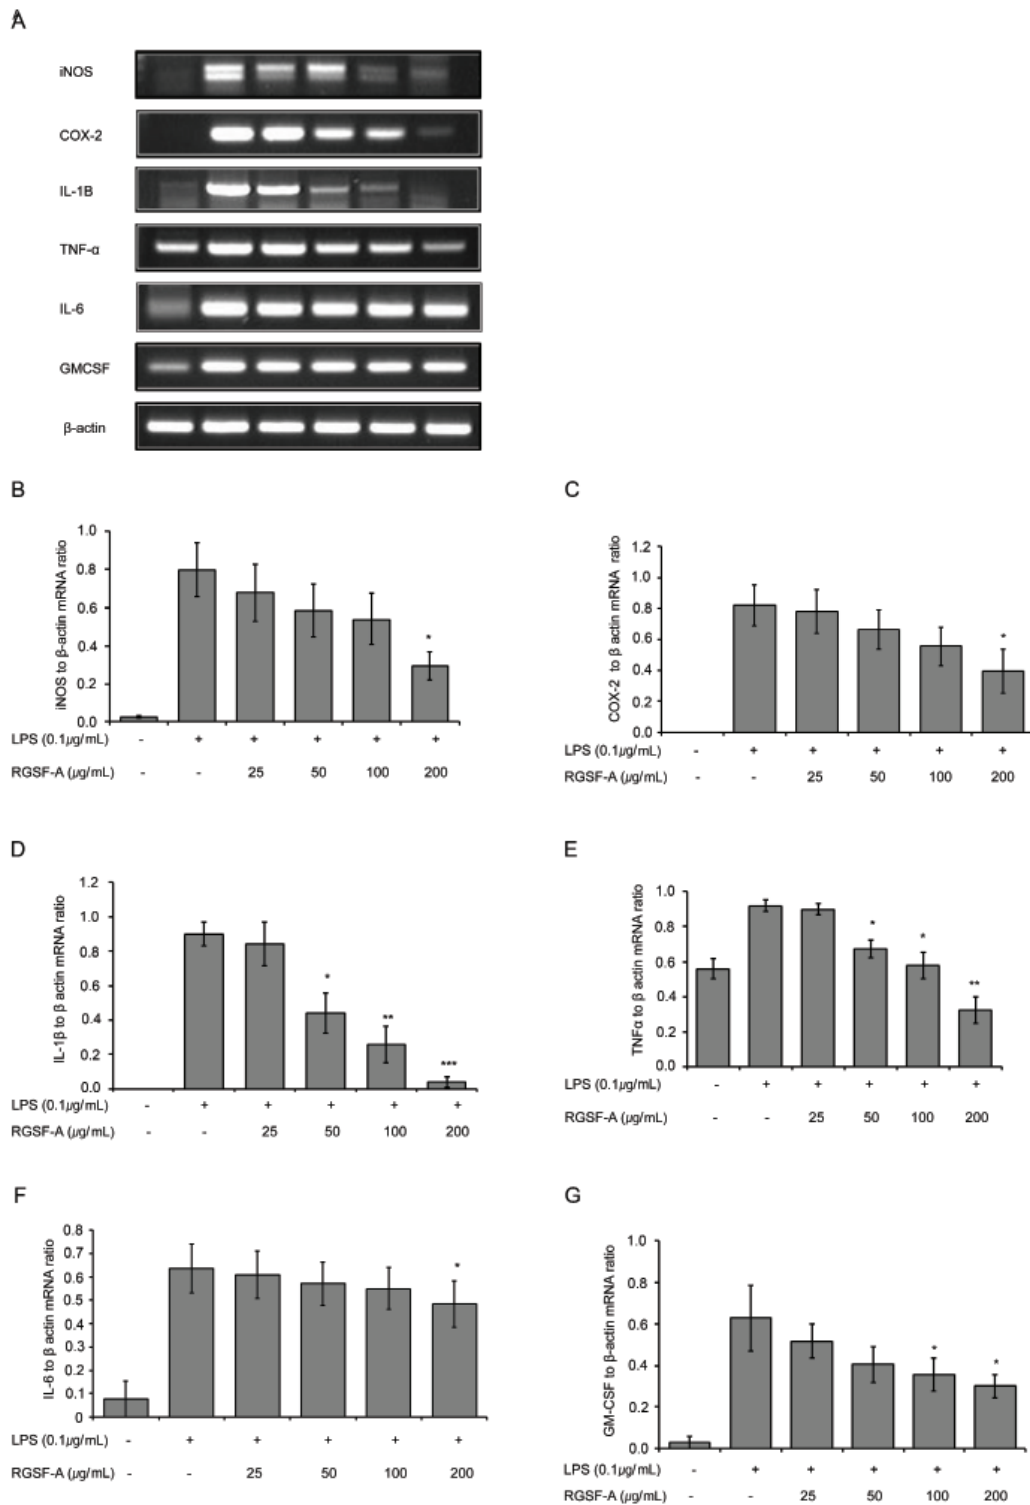 A
iNOS
COX-2
IL-1B
TNF-α
IL-6
GMCSF
β-actin
B
iNOS to β-actin mRNA ratio
1.0
0.8
0.6
0.4
0.2
0.0
*
LPS (0.1µg/mL) - + + + + +
RGSF-A (µg/mL) - - 25 50 100 200
C
COX-2 to β actin mRNA ratio
1.2
1.0
0.8
0.6
0.4
0.2
0.0
*
LPS (0.1µg/mL) - + + + + +
RGSF-A (µg/mL) - - 25 50 100 200
D
IL-1β to β actin mRNA ratio
1.2
1.0
0.8
0.6
0.4
0.2
0.0
* ** ***
LPS (0.1µg/mL) - + + + + +
RGSF-A (µg/mL) - - 25 50 100 200
E
TNFα to β actin mRNA ratio
1.0
0.8
0.6
0.4
0.2
0.0
* * **
LPS (0.1µg/mL) - + + + + +
RGSF-A (µg/mL) - - 25 50 100 200
F
IL-6 to β actin mRNA ratio
0.8
0.7
0.6
0.5
0.4
0.3
0.2
0.1
0
*
LPS (0.1µg/mL) - + + + + +
RGSF-A (µg/mL) - - 25 50 100 200
G
GM-CSF to β-actin mRNA ratio
1.0
0.8
0.6
0.4
0.2
0.0
* *
LPS (0.1µg/mL) - + + + + +
RGSF-A (µg/mL) - - 25 50 100 200